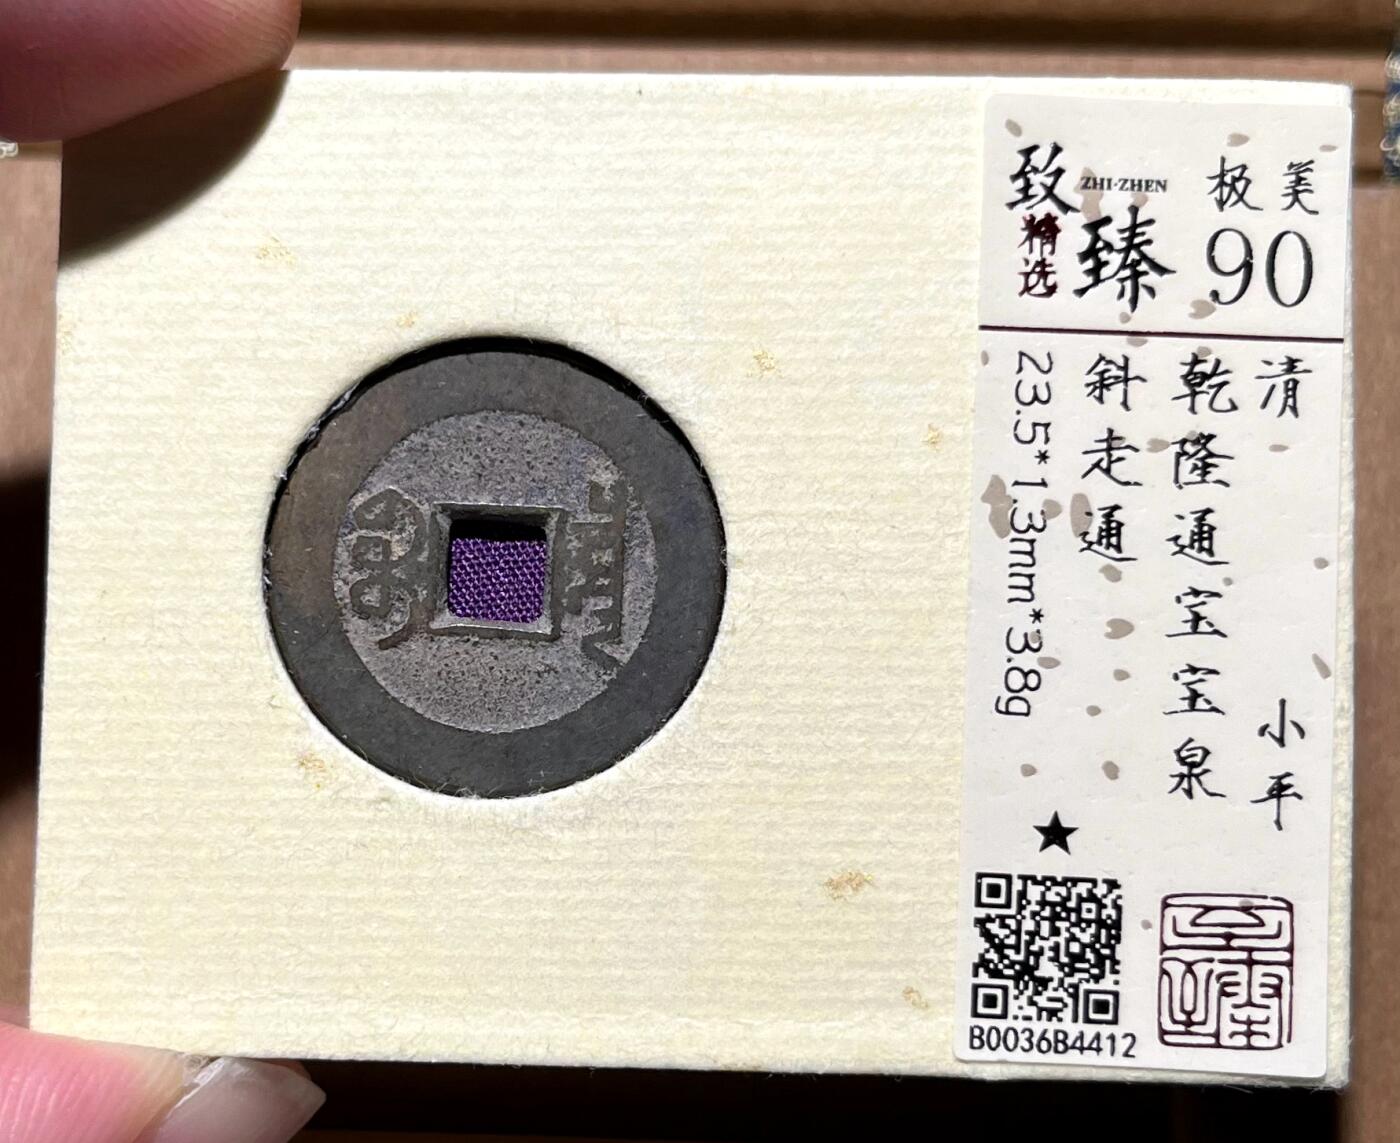 致臻
ZHI·ZHEN
精选
极美
90
清 小平
乾隆通宝宝泉
斜走通
23.5*1.3mm*3.8g
B0036B4412